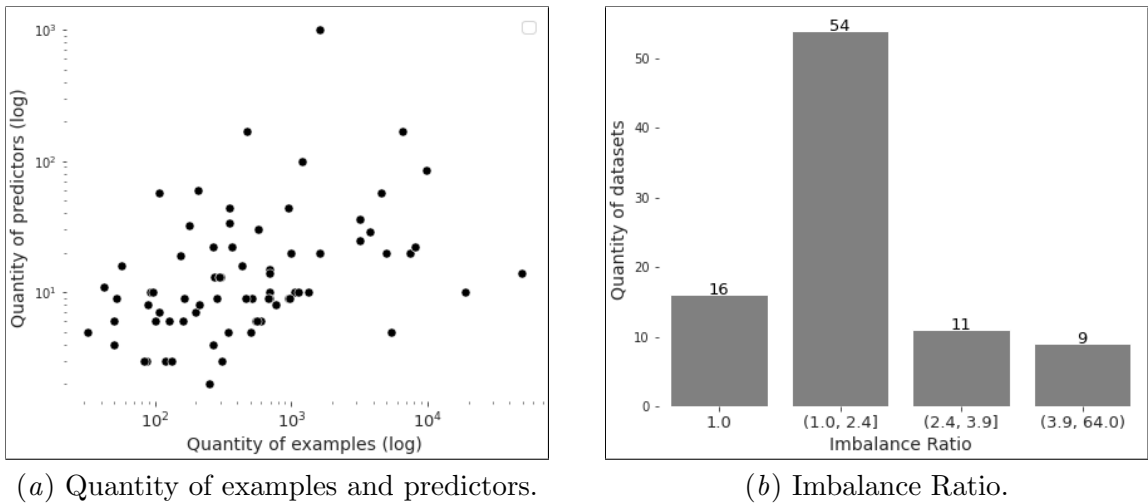 10³
10²
10¹
Quantity of predictors (log)
10² 10³ 10⁴
Quantity of examples (log)
(a) Quantity of examples and predictors.
50
40
30
20
10
0
Quantity of datasets
16
54
11
9
1.0 (1.0, 2.4] (2.4, 3.9] (3.9, 64.0)
Imbalance Ratio
(b) Imbalance Ratio.